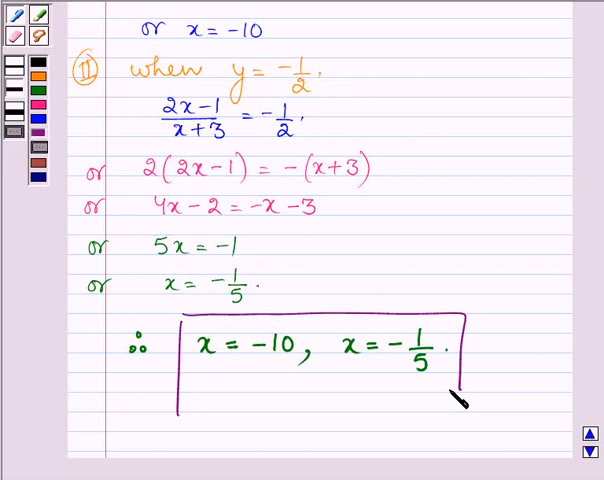 or x = -10
II when y = -1/2.
(2x-1)/(x+3) = -1/2.
or 2(2x-1) = -(x+3)
or 4x - 2 = -x - 3
or 5x = -1
or x = -1/5.
∴ x = -10, x = -1/5.